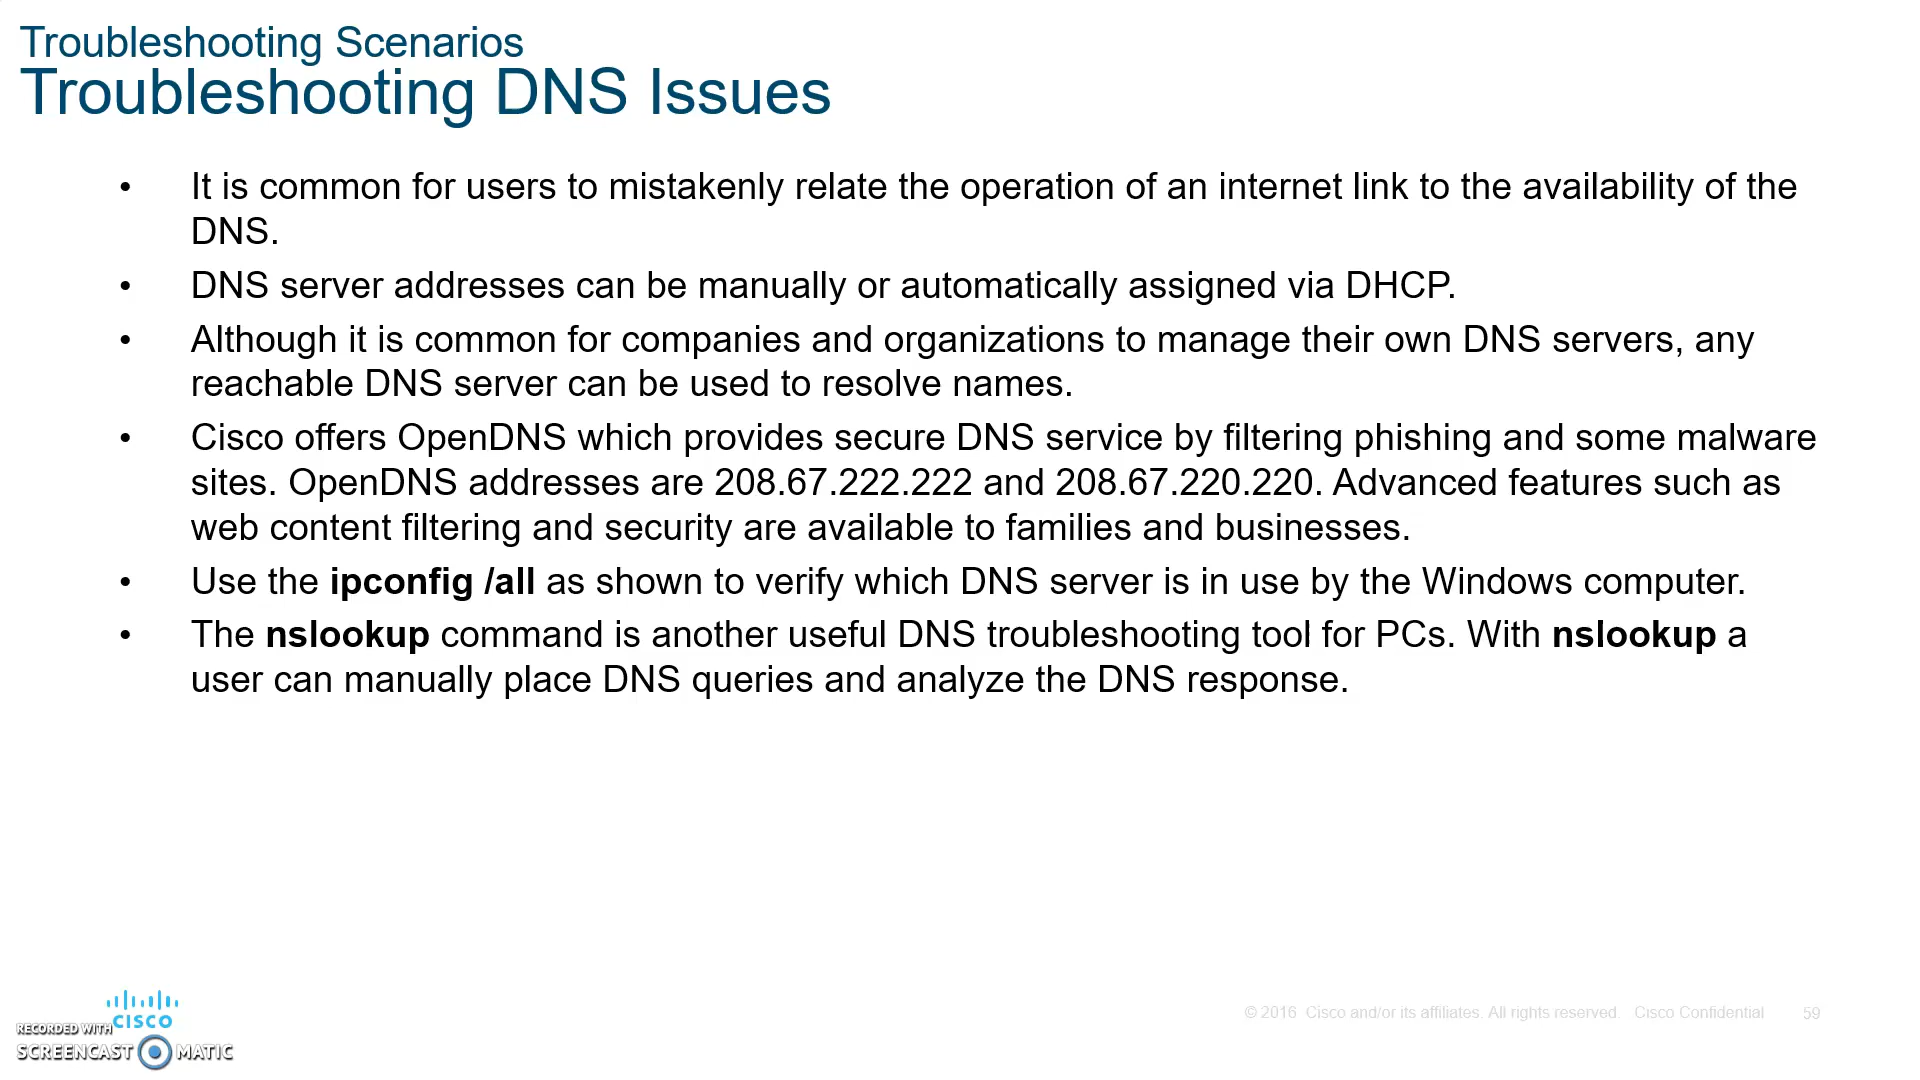 Troubleshooting Scenarios
Troubleshooting DNS Issues
• It is common for users to mistakenly relate the operation of an internet link to the availability of the
DNS.
• DNS server addresses can be manually or automatically assigned via DHCP.
• Although it is common for companies and organizations to manage their own DNS servers, any
reachable DNS server can be used to resolve names.
• Cisco offers OpenDNS which provides secure DNS service by filtering phishing and some malware
sites. OpenDNS addresses are 208.67.222.222 and 208.67.220.220. Advanced features such as
web content filtering and security are available to families and businesses.
• Use the ipconfig /all as shown to verify which DNS server is in use by the Windows computer.
• The nslookup command is another useful DNS troubleshooting tool for PCs. With nslookup a
user can manually place DNS queries and analyze the DNS response.
© 2016 Cisco and/or its affiliates. All rights reserved. Cisco Confidential 59
CISCO
RECORDED WITH
SCREENCAST MATIC